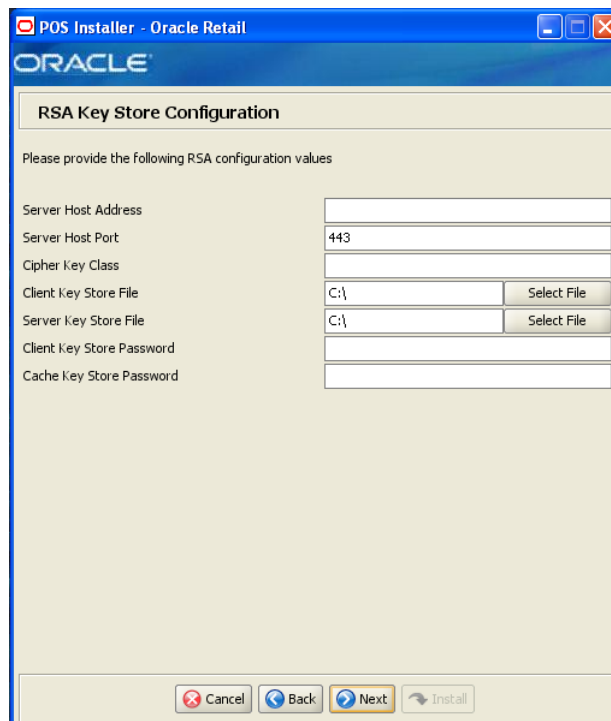 POS Installer - Oracle Retail
ORACLE
RSA Key Store Configuration
Please provide the following RSA configuration values
Server Host Address
Server Host Port 443
Cipher Key Class
Client Key Store File C:\ Select File
Server Key Store File C:\ Select File
Client Key Store Password
Cache Key Store Password
Cancel Back Next Install